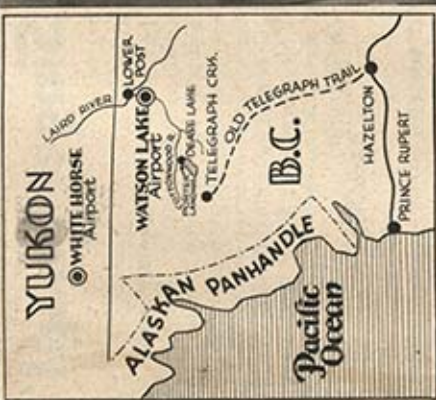 YUKON
WHITE HORSE
Airport
LAIRD RIVER
LOWER
POST
WATSON LAKE
Airport
COTTONWOOD R.
DEASE LAKE
TELEGRAPH CRK.
OLD TELEGRAPH TRAIL
B.C.
HAZELTON
PRINCE RUPERT
ALASKAN PANHANDLE
Pacific
Ocean